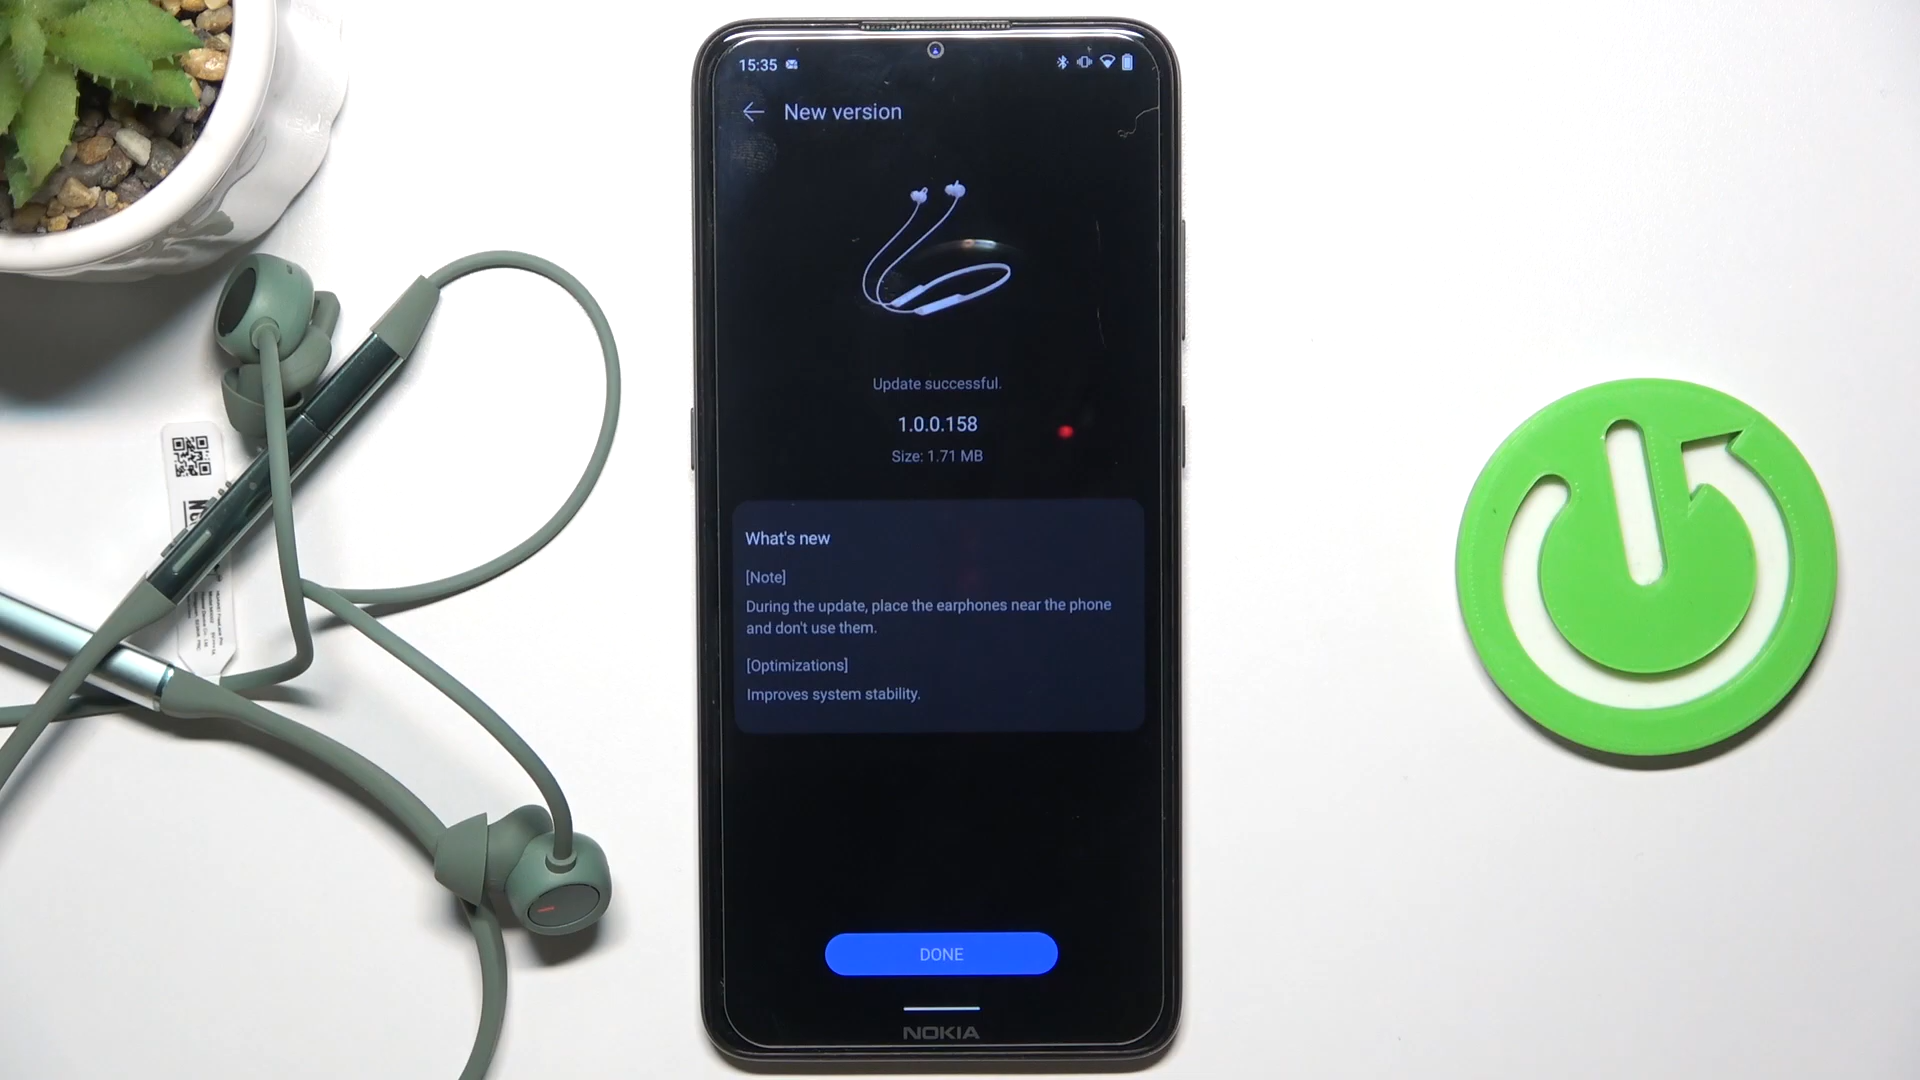 15:35
New version
Update successful.
1.0.0.158
Size: 1.71 MB
What's new
[Note]
During the update, place the earphones near the phone
and don't use them.
[Optimizations]
Improves system stability.
DONE
NOKIA